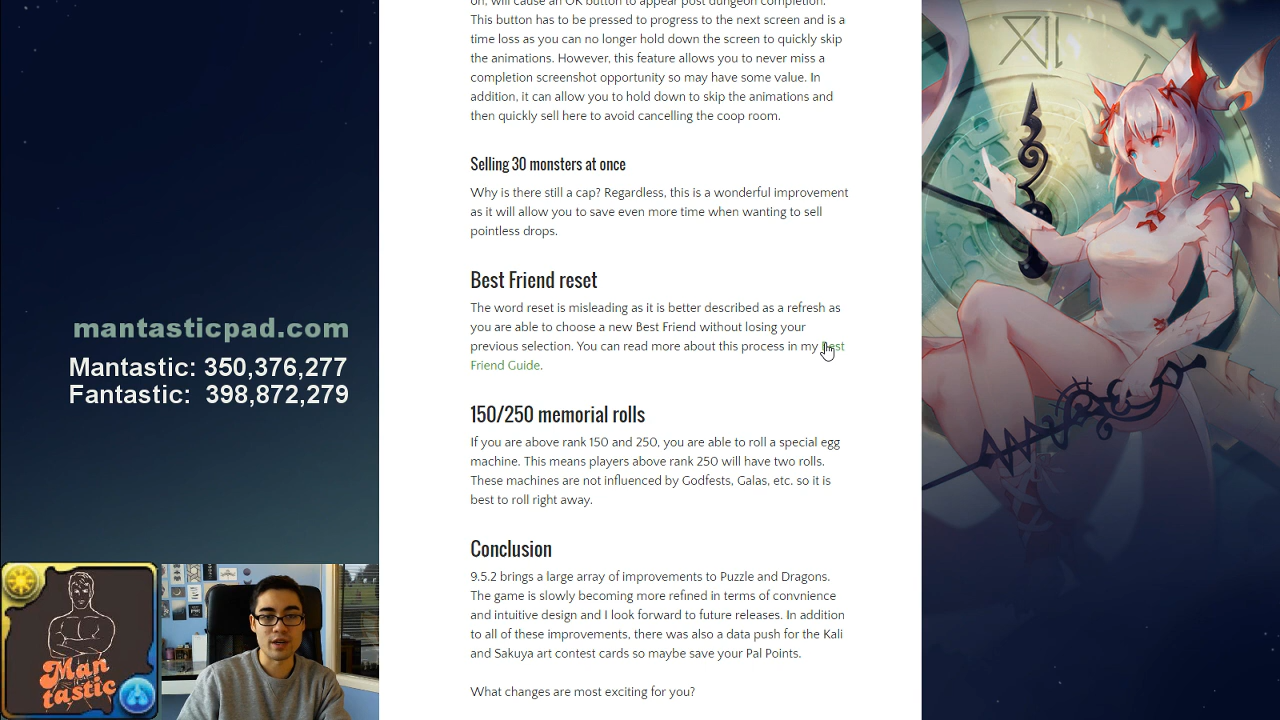 on, will cause an OK button to appear post dungeon completion.
This button has to be pressed to progress to the next screen and is a
time loss as you can no longer hold down the screen to quickly skip
the animations. However, this feature allows you to never miss a
completion screenshot opportunity so may have some value. In
addition, it can allow you to hold down to skip the animations and
then quickly sell here to avoid cancelling the coop room.
Selling 30 monsters at once
Why is there still a cap? Regardless, this is a wonderful improvement
as it will allow you to save even more time when wanting to sell
pointless drops.
Best Friend reset
The word reset is misleading as it is better described as a refresh as
you are able to choose a new Best Friend without losing your
previous selection. You can read more about this process in my Best
Friend Guide.
150/250 memorial rolls
If you are above rank 150 and 250, you are able to roll a special egg
machine. This means players above rank 250 will have two rolls.
These machines are not influenced by Godfests, Galas, etc. so it is
best to roll right away.
Conclusion
9.5.2 brings a large array of improvements to Puzzle and Dragons.
The game is slowly becoming more refined in terms of convnience
and intuitive design and I look forward to future releases. In addition
to all of these improvements, there was also a data push for the Kali
and Sakuya art contest cards so maybe save your Pal Points.
What changes are most exciting for you?
mantasticpad.com
Mantastic: 350,376,277
Fantastic: 398,872,279
Man
tastic
XII